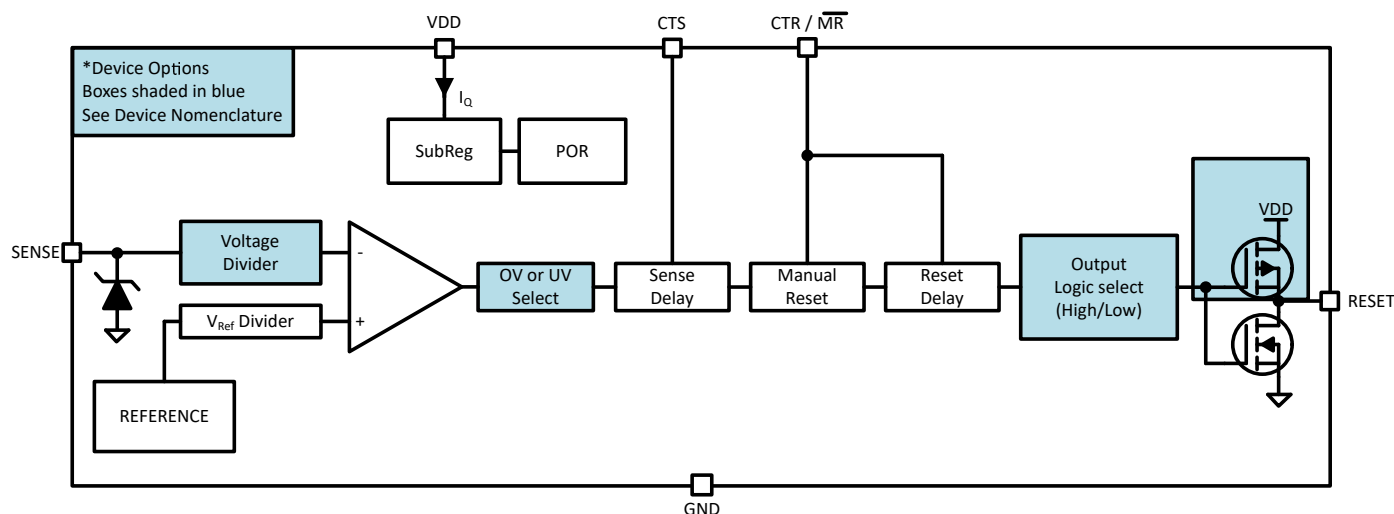 VDD
CTS
CTR / M̅R̅
*Device Options
Boxes shaded in blue
See Device Nomenclature
IQ
SubReg
POR
VDD
SENSE
Voltage
Divider
-
OV or UV
Select
Sense
Delay
Manual
Reset
Reset
Delay
Output
Logic select
(High/Low)
RESET
VRef Divider
+
REFERENCE
GND